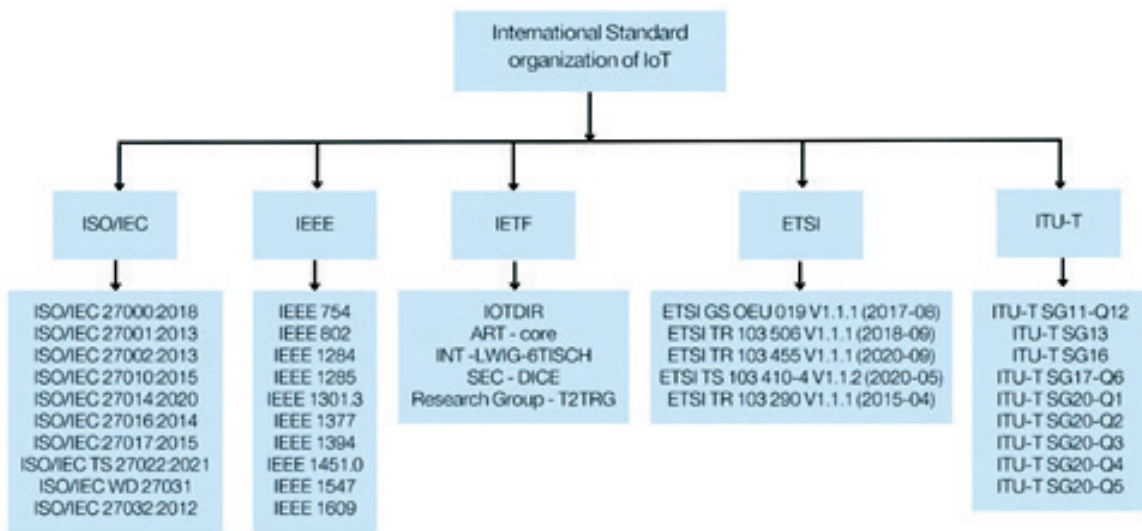 International Standard
organization of IoT
ISO/IEC
IEEE
IETF
ETSI
ITU-T
ISO/IEC 27000:2018
ISO/IEC 27001:2013
ISO/IEC 27002:2013
ISO/IEC 27010:2015
ISO/IEC 27014:2020
ISO/IEC 27016:2014
ISO/IEC 27017:2015
ISO/IEC TS 27022:2021
ISO/IEC WD 27031
ISO/IEC 27032:2012
IEEE 754
IEEE 802
IEEE 1284
IEEE 1285
IEEE 1301.3
IEEE 1377
IEEE 1394
IEEE 1451.0
IEEE 1547
IEEE 1609
IOTDIR
ART - core
INT -LWIG-6TISCH
SEC - DICE
Research Group - T2TRG
ETSI GS OEU 019 V1.1.1 (2017-08)
ETSI TR 103 506 V1.1.1 (2018-09)
ETSI TR 103 455 V1.1.1 (2020-09)
ETSI TS 103 410-4 V1.1.2 (2020-05)
ETSI TR 103 290 V1.1.1 (2015-04)
ITU-T SG11-Q12
ITU-T SG13
ITU-T SG16
ITU-T SG17-Q6
ITU-T SG20-Q1
ITU-T SG20-Q2
ITU-T SG20-Q3
ITU-T SG20-Q4
ITU-T SG20-Q5